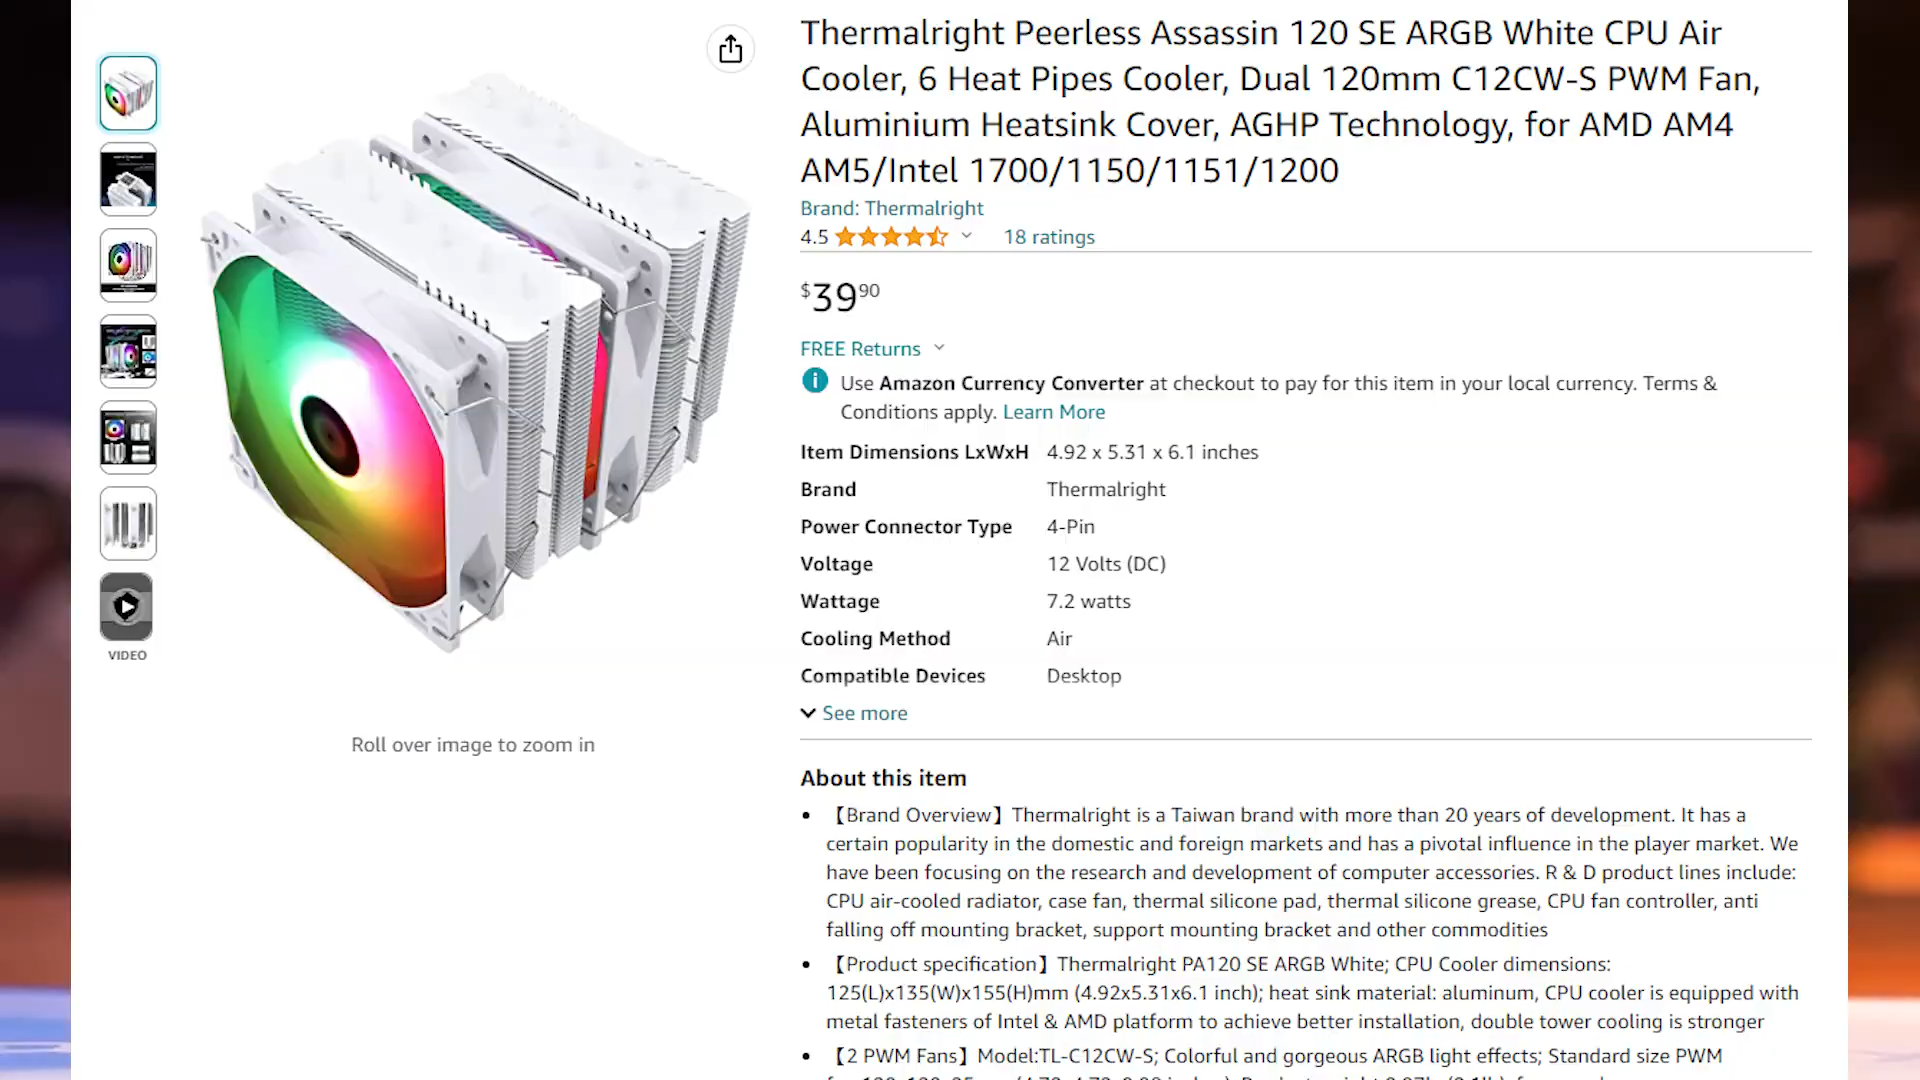 Thermalright Peerless Assassin 120 SE ARGB White CPU Air
Cooler, 6 Heat Pipes Cooler, Dual 120mm C12CW-S PWM Fan,
Aluminium Heatsink Cover, AGHP Technology, for AMD AM4
AM5/Intel 1700/1150/1151/1200
Brand: Thermalright
4.5 18 ratings
$3990
FREE Returns
Use Amazon Currency Converter at checkout to pay for this item in your local currency. Terms &
Conditions apply. Learn More
Item Dimensions LxWxH 4.92 x 5.31 x 6.1 inches
Brand Thermalright
Power Connector Type 4-Pin
Voltage 12 Volts (DC)
Wattage 7.2 watts
Cooling Method Air
Compatible Devices Desktop
See more
VIDEO
Roll over image to zoom in
About this item
• 【Brand Overview】Thermalright is a Taiwan brand with more than 20 years of development. It has a
certain popularity in the domestic and foreign markets and has a pivotal influence in the player market. We
have been focusing on the research and development of computer accessories. R & D product lines include:
CPU air-cooled radiator, case fan, thermal silicone pad, thermal silicone grease, CPU fan controller, anti
falling off mounting bracket, support mounting bracket and other commodities
• 【Product specification】Thermalright PA120 SE ARGB White; CPU Cooler dimensions:
125(L)x135(W)x155(H)mm (4.92x5.31x6.1 inch); heat sink material: aluminum, CPU cooler is equipped with
metal fasteners of Intel & AMD platform to achieve better installation, double tower cooling is stronger
• 【2 PWM Fans】Model:TL-C12CW-S; Colorful and gorgeous ARGB light effects; Standard size PWM